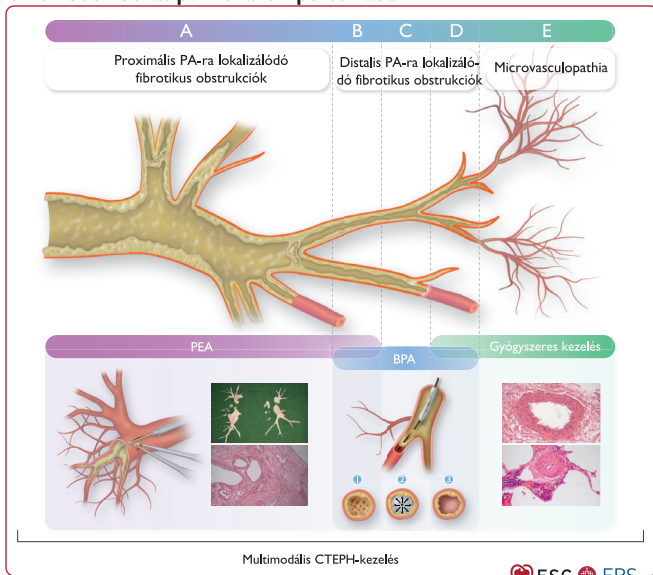 A B C D E
Proximális PA-ra lokalizálódó
fibrotikus obstrukciók
Distalis PA-ra lokalizáló-
dó fibrotikus obstrukciók
Microvasculopathia
PEA
BPA
Gyógyszeres kezelés
1 2 3
Multimodális CTEPH-kezelés
ESC ERS